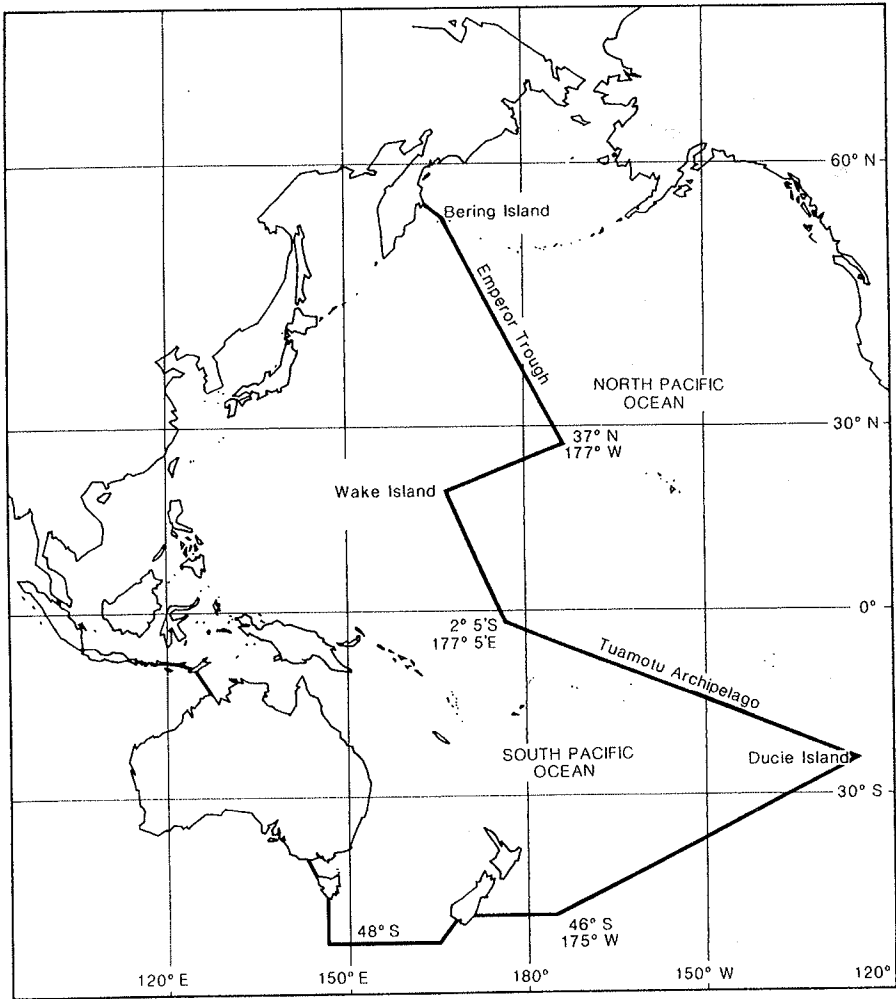 60° N
Bering Island
Emperor Trough
NORTH PACIFIC
OCEAN
30° N
37° N
177° W
Wake Island
0°
2° 5'S
177° 5'E
Tuamotu Archipelago
SOUTH PACIFIC
OCEAN
Ducie Island
30° S
48° S
46° S
175° W
120° E
150° E
180°
150° W
120°